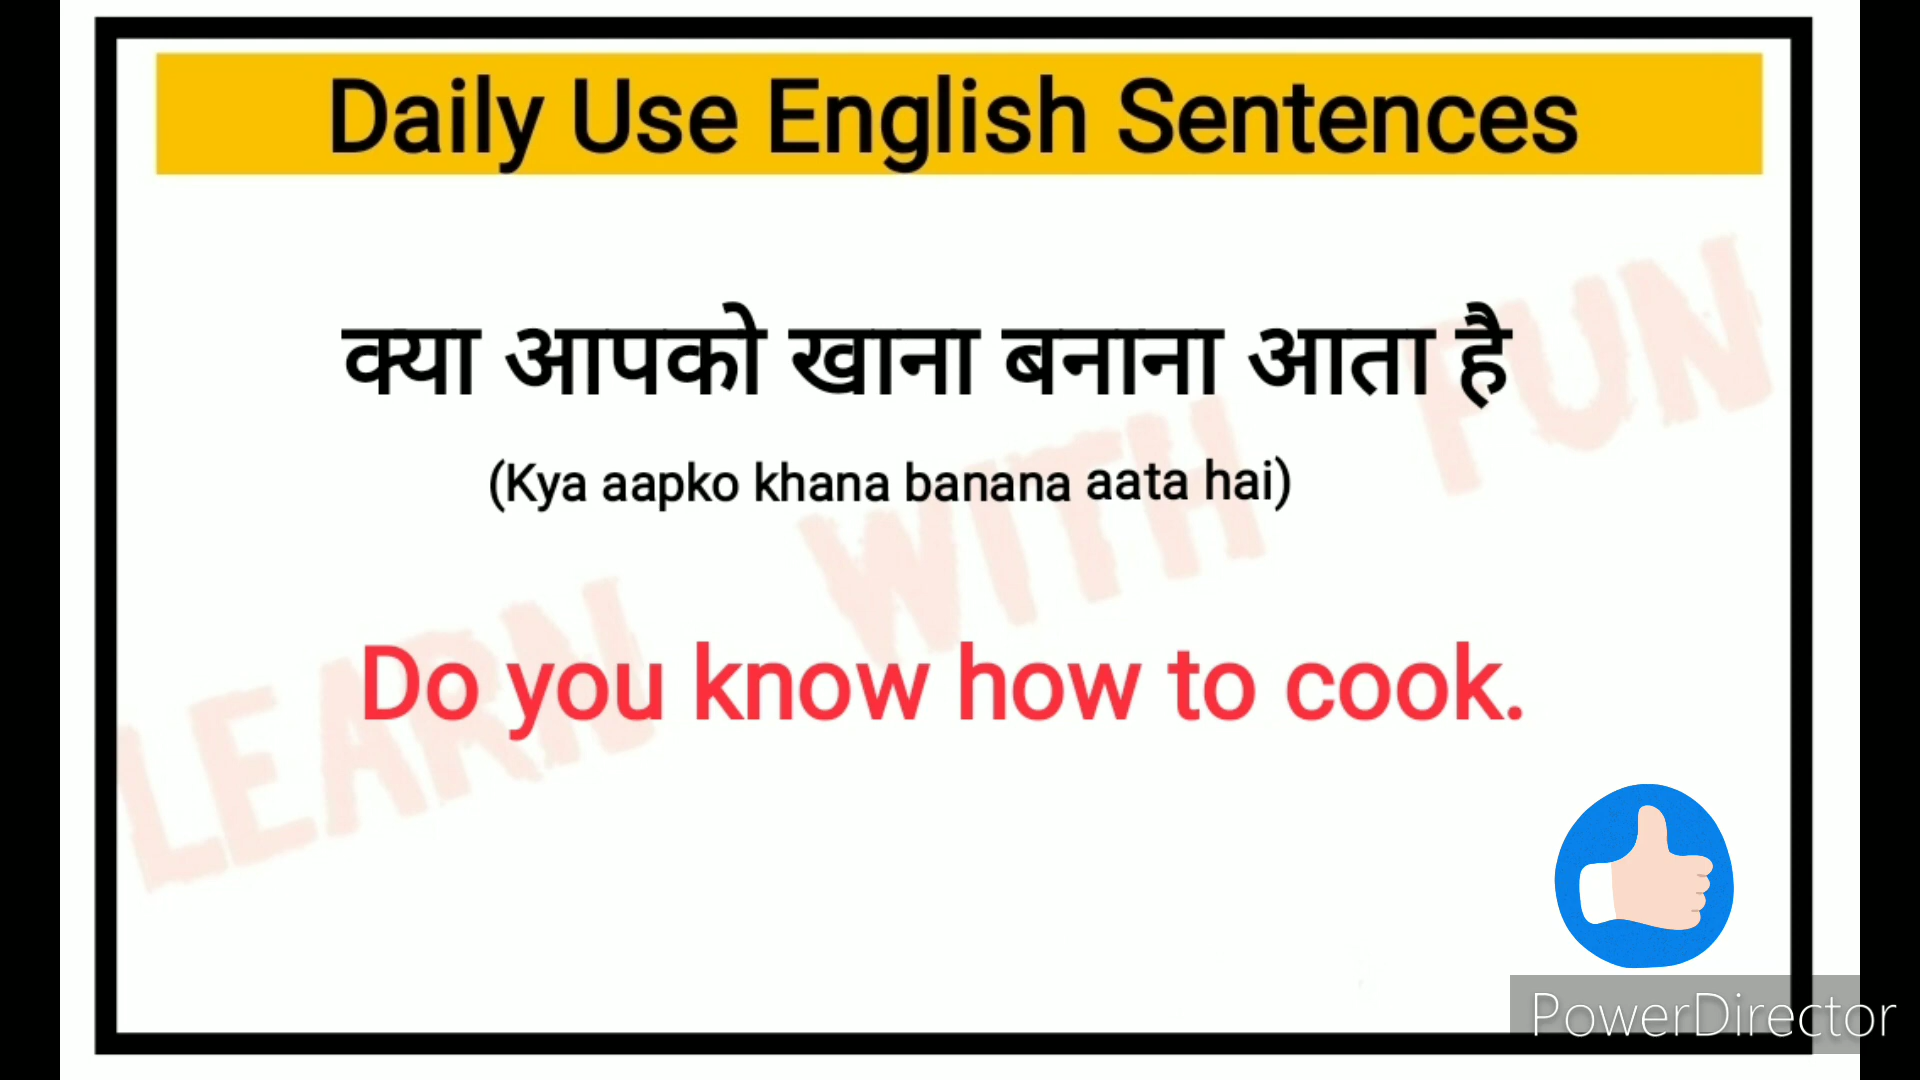 Daily Use English Sentences
क्या आपको खाना बनाना आता है
(Kya aapko khana banana aata hai)
Do you know how to cook.
LEARN WITH FUN
PowerDirector